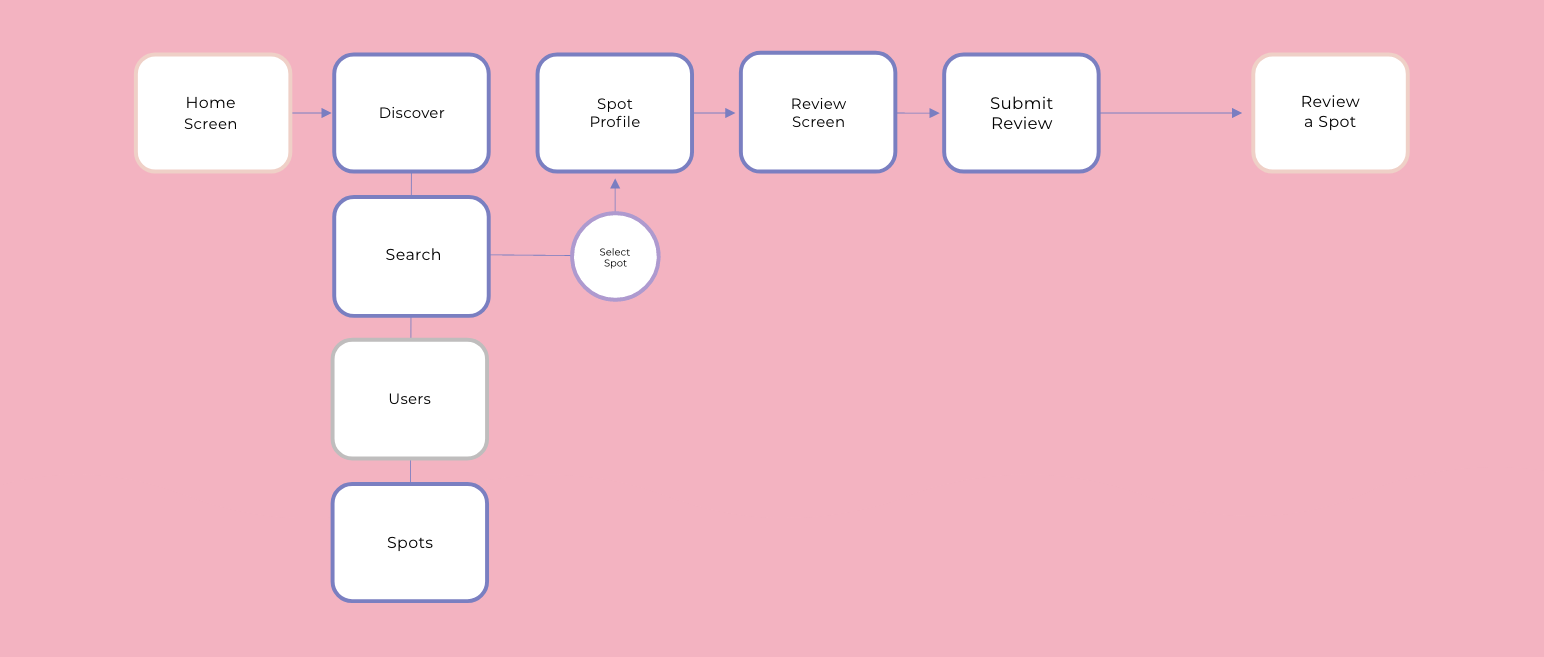 Home
Screen
Discover
Spot
Profile
Review
Screen
Submit
Review
Review
a Spot
Search
Select
Spot
Users
Spots